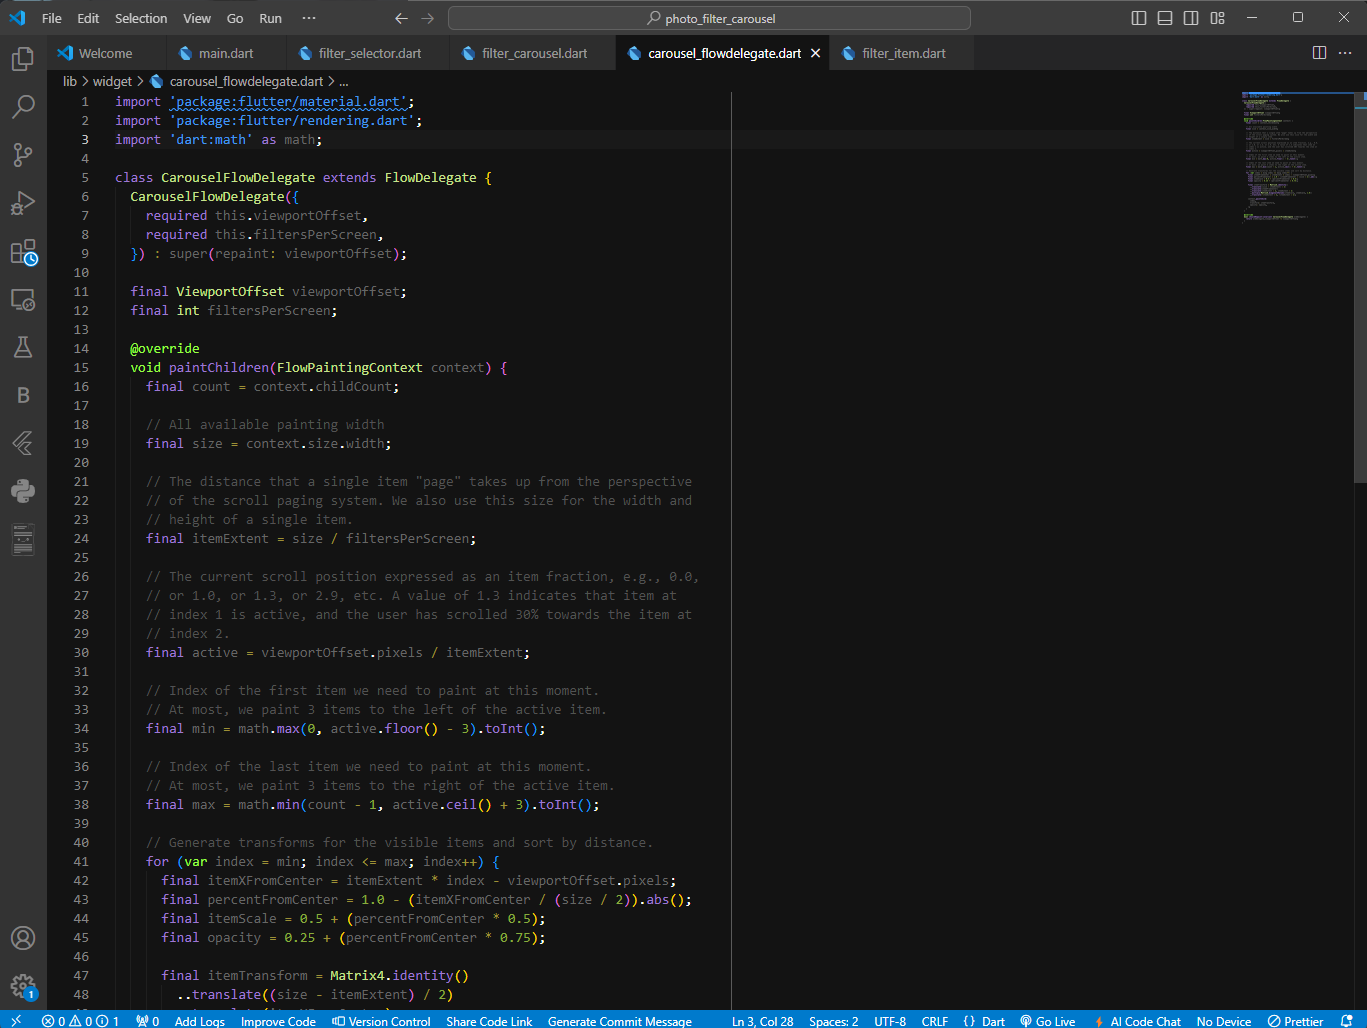 File Edit Selection View Go Run ··· photo_filter_carousel
Welcome main.dart filter_selector.dart filter_carousel.dart carousel_flowdelegate.dart filter_item.dart
lib > widget > carousel_flowdelegate.dart > ...
1 import 'package:flutter/material.dart';
2 import 'package:flutter/rendering.dart';
3 import 'dart:math' as math;
4
5 class CarouselFlowDelegate extends FlowDelegate {
6 CarouselFlowDelegate({
7 required this.viewportOffset,
8 required this.filtersPerScreen,
9 }) : super(repaint: viewportOffset);
10
11 final ViewportOffset viewportOffset;
12 final int filtersPerScreen;
13
14 @override
15 void paintChildren(FlowPaintingContext context) {
16 final count = context.childCount;
17
18 // All available painting width
19 final size = context.size.width;
20
21 // The distance that a single item "page" takes up from the perspective
22 // of the scroll paging system. We also use this size for the width and
23 // height of a single item.
24 final itemExtent = size / filtersPerScreen;
25
26 // The current scroll position expressed as an item fraction, e.g., 0.0,
27 // or 1.0, or 1.3, or 2.9, etc. A value of 1.3 indicates that item at
28 // index 1 is active, and the user has scrolled 30% towards the item at
29 // index 2.
30 final active = viewportOffset.pixels / itemExtent;
31
32 // Index of the first item we need to paint at this moment.
33 // At most, we paint 3 items to the left of the active item.
34 final min = math.max(0, active.floor() - 3).toInt();
35
36 // Index of the last item we need to paint at this moment.
37 // At most, we paint 3 items to the right of the active item.
38 final max = math.min(count - 1, active.ceil() + 3).toInt();
39
40 // Generate transforms for the visible items and sort by distance.
41 for (var index = min; index <= max; index++) {
42 final itemXFromCenter = itemExtent * index - viewportOffset.pixels;
43 final percentFromCenter = 1.0 - (itemXFromCenter / (size / 2)).abs();
44 final itemScale = 0.5 + (percentFromCenter * 0.5);
45 final opacity = 0.25 + (percentFromCenter * 0.75);
46
47 final itemTransform = Matrix4.identity()
48 ..translate((size - itemExtent) / 2)
B
1
0 0 1 0 Add Logs Improve Code Version Control Share Code Link Generate Commit Message Ln 3, Col 28 Spaces: 2 UTF-8 CRLF {} Dart Go Live AI Code Chat No Device Prettier